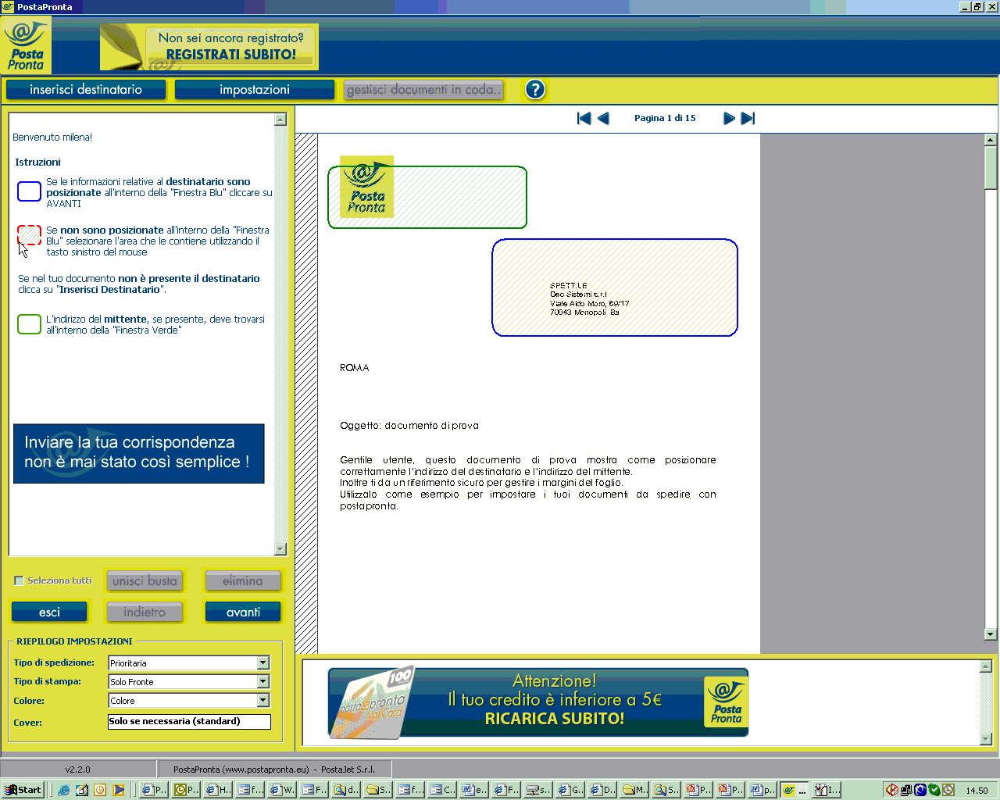 PostaPronta
Posta
Pronta
Non sei ancora registrato?
REGISTRATI SUBITO!
inserisci destinatario
impostazioni
gestisci documenti in coda..
?
Benvenuto milena!
Istruzioni
Se le informazioni relative al destinatario sono
posizionate all'interno della "Finestra Blu" cliccare su
AVANTI
Se non sono posizionate all'interno della "Finestra
Blu" selezionare l'area che le contiene utilizzando il
tasto sinistro del mouse
Se nel tuo documento non è presente il destinatario
clicca su "Inserisci Destinatario".
L'indirizzo del mittente, se presente, deve trovarsi
all'interno della "Finestra Verde"
Inviare la tua corrispondenza
non è mai stato così semplice !
Seleziona tutti
unisci busta
elimina
esci
indietro
avanti
RIEPILOGO IMPOSTAZIONI
Tipo di spedizione:
Prioritaria
Tipo di stampa:
Solo Fronte
Colore:
Colore
Cover:
Solo se necessaria (standard)
Pagina 1 di 15
Posta
Pronta
SPETT.LE
Dec Sistemi s.r.l
Viale Aldo Moro, 69/17
70043 Monopoli Ba
ROMA
Oggetto: documento di prova
Gentile utente, questo documento di prova mostra come posizionare
correttamente l'indirizzo del destinatario e l'indirizzo del mittente.
Inoltre ti da un riferimento sicuro per gestire i margini del foglio.
Utilizzalo come esempio per impostare i tuoi documenti da spedire con
postapronta.
100
postapronta
MailCard
Attenzione!
Il tuo credito è inferiore a 5€
RICARICA SUBITO!
Posta
Pronta
v2.2.0
PostaPronta (www.postapronta.eu) - PostaJet S.r.l.
Start
P..
P..
H..
f...
W..
F..
d..
S..
f...
C..
e..
F..
s..
G..
D..
M..
S..
P..
P..
p..
...
I...
14.50